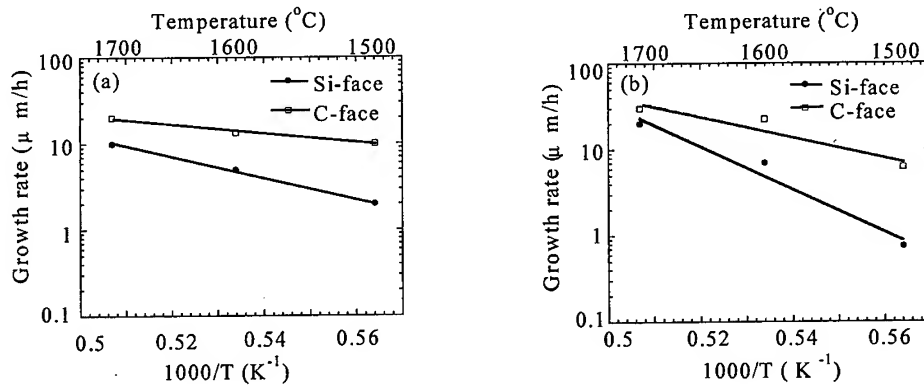 Temperature (°C)
1700 1600 1500
100
10
1
0.1
Growth rate (μ m/h)
(a)
Si-face
C-face
0.5 0.52 0.54 0.56
1000/T (K⁻¹)
Temperature (°C)
1700 1600 1500
100
10
1
0.1
Growth rate (μ m/h)
(b)
Si-face
C-face
0.5 0.52 0.54 0.56
1000/T ( K⁻¹)